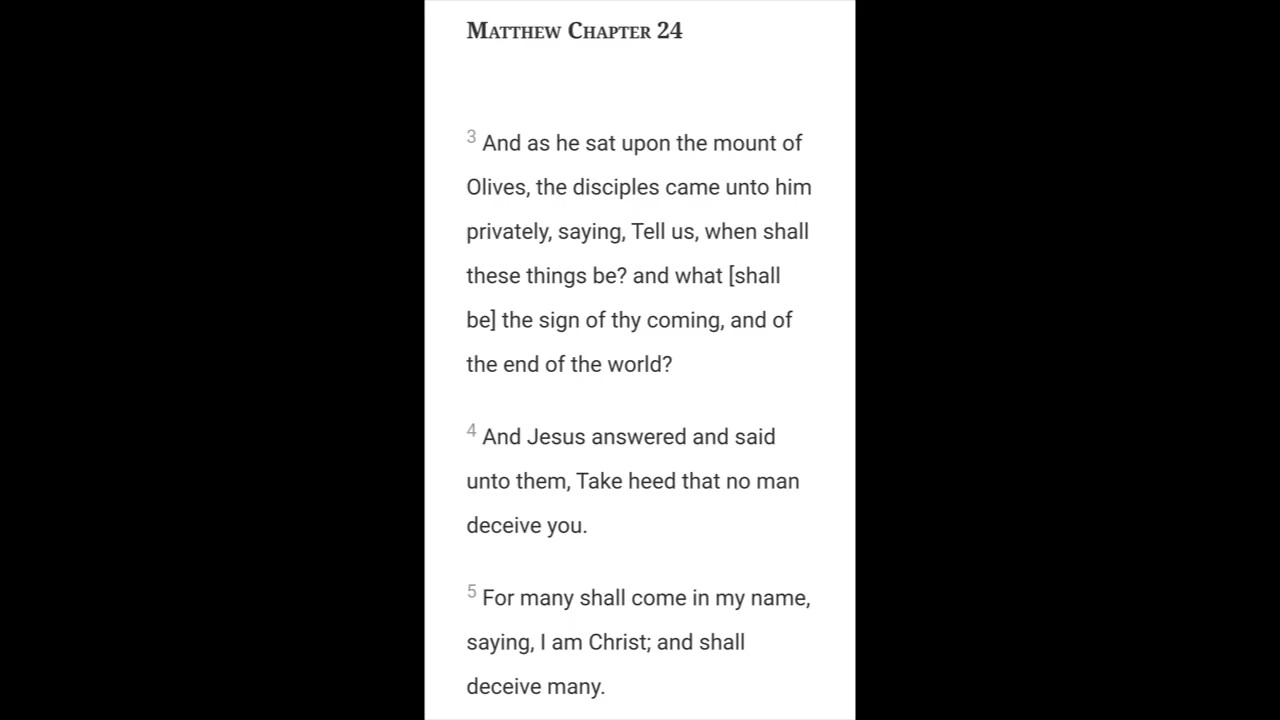 Matthew Chapter 24
3 And as he sat upon the mount of
Olives, the disciples came unto him
privately, saying, Tell us, when shall
these things be? and what [shall
be] the sign of thy coming, and of
the end of the world?
4 And Jesus answered and said
unto them, Take heed that no man
deceive you.
5 For many shall come in my name,
saying, I am Christ; and shall
deceive many.